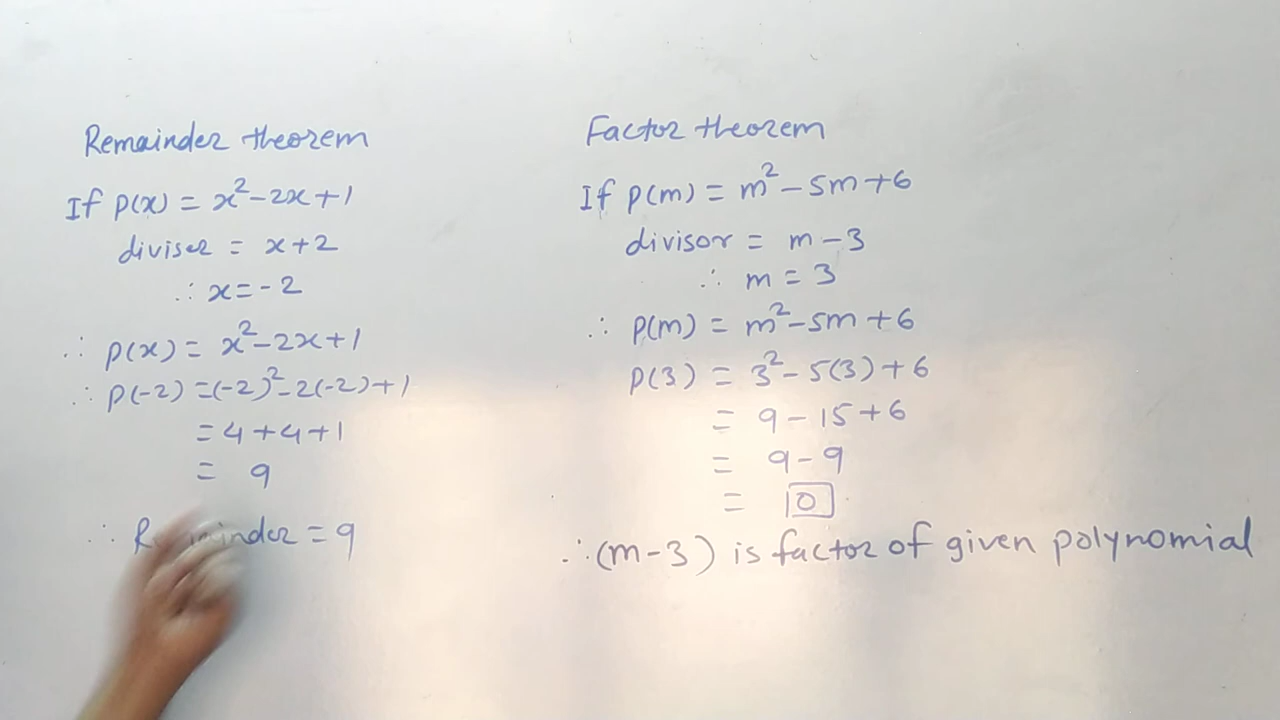 Remainder theorem
If p(x) = x² - 2x + 1
diviser = x + 2
∴ x = - 2
∴ p(x) = x² - 2x + 1
∴ p(-2) = (-2)² - 2(-2) + 1
= 4 + 4 + 1
= 9
∴ Remainder = 9
Factor theorem
If p(m) = m² - 5m + 6
divisor = m - 3
∴ m = 3
∴ p(m) = m² - 5m + 6
p(3) = 3² - 5(3) + 6
= 9 - 15 + 6
= 9 - 9
= 0
∴ (m - 3) is factor of given polynomial